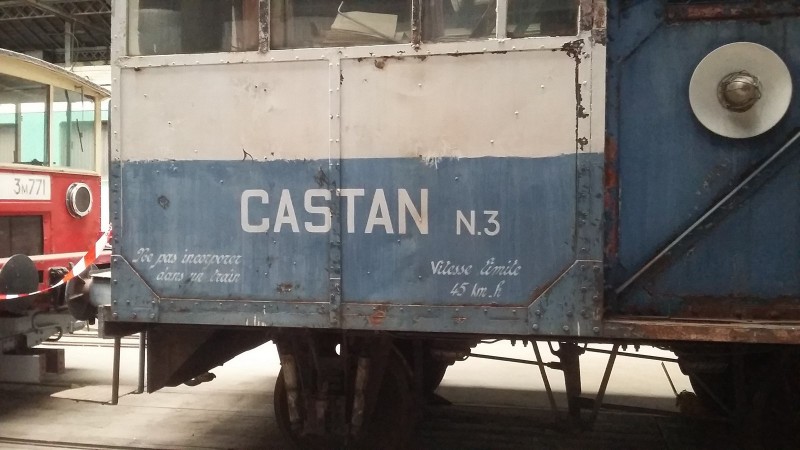 3M771
CASTAN N.3
Ne pas incorporer
dans un train
Vitesse limite
45 km.h